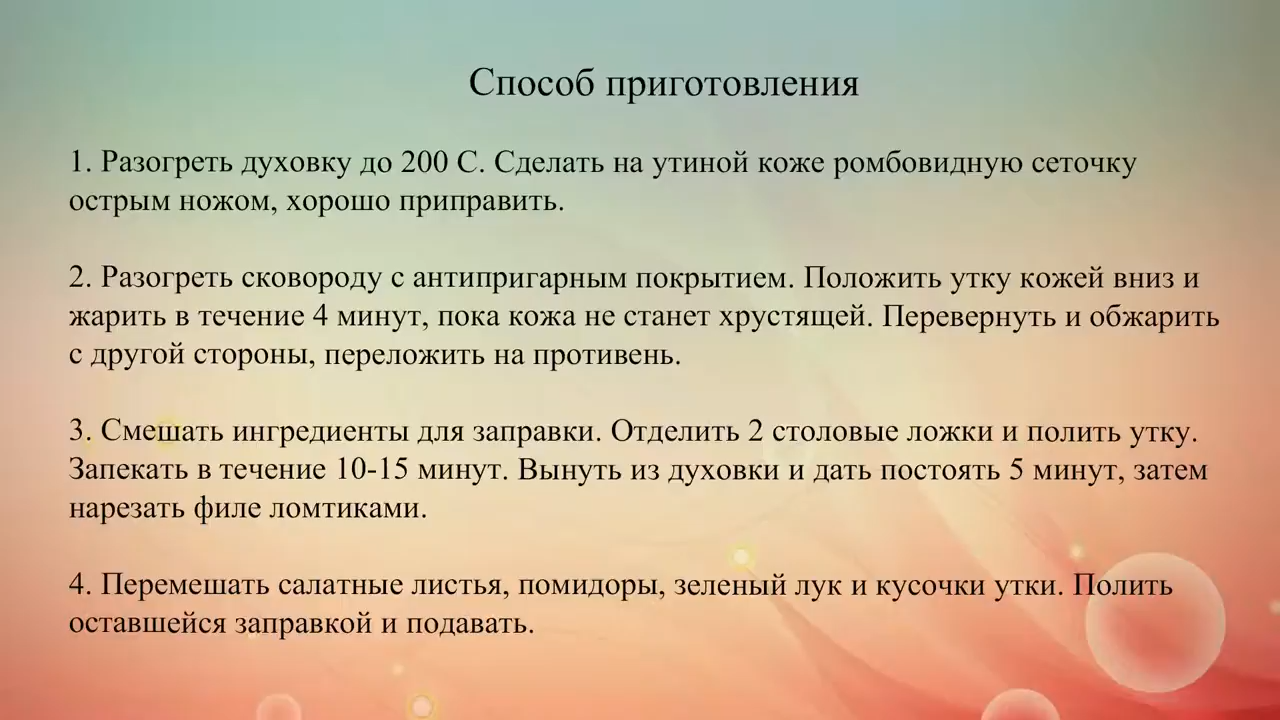 Способ приготовления
1. Разогреть духовку до 200 С. Сделать на утиной коже ромбовидную сеточку
острым ножом, хорошо приправить.
2. Разогреть сковороду с антипригарным покрытием. Положить утку кожей вниз и
жарить в течение 4 минут, пока кожа не станет хрустящей. Перевернуть и обжарить
с другой стороны, переложить на противень.
3. Смешать ингредиенты для заправки. Отделить 2 столовые ложки и полить утку.
Запекать в течение 10-15 минут. Вынуть из духовки и дать постоять 5 минут, затем
нарезать филе ломтиками.
4. Перемешать салатные листья, помидоры, зеленый лук и кусочки утки. Полить
оставшейся заправкой и подавать.